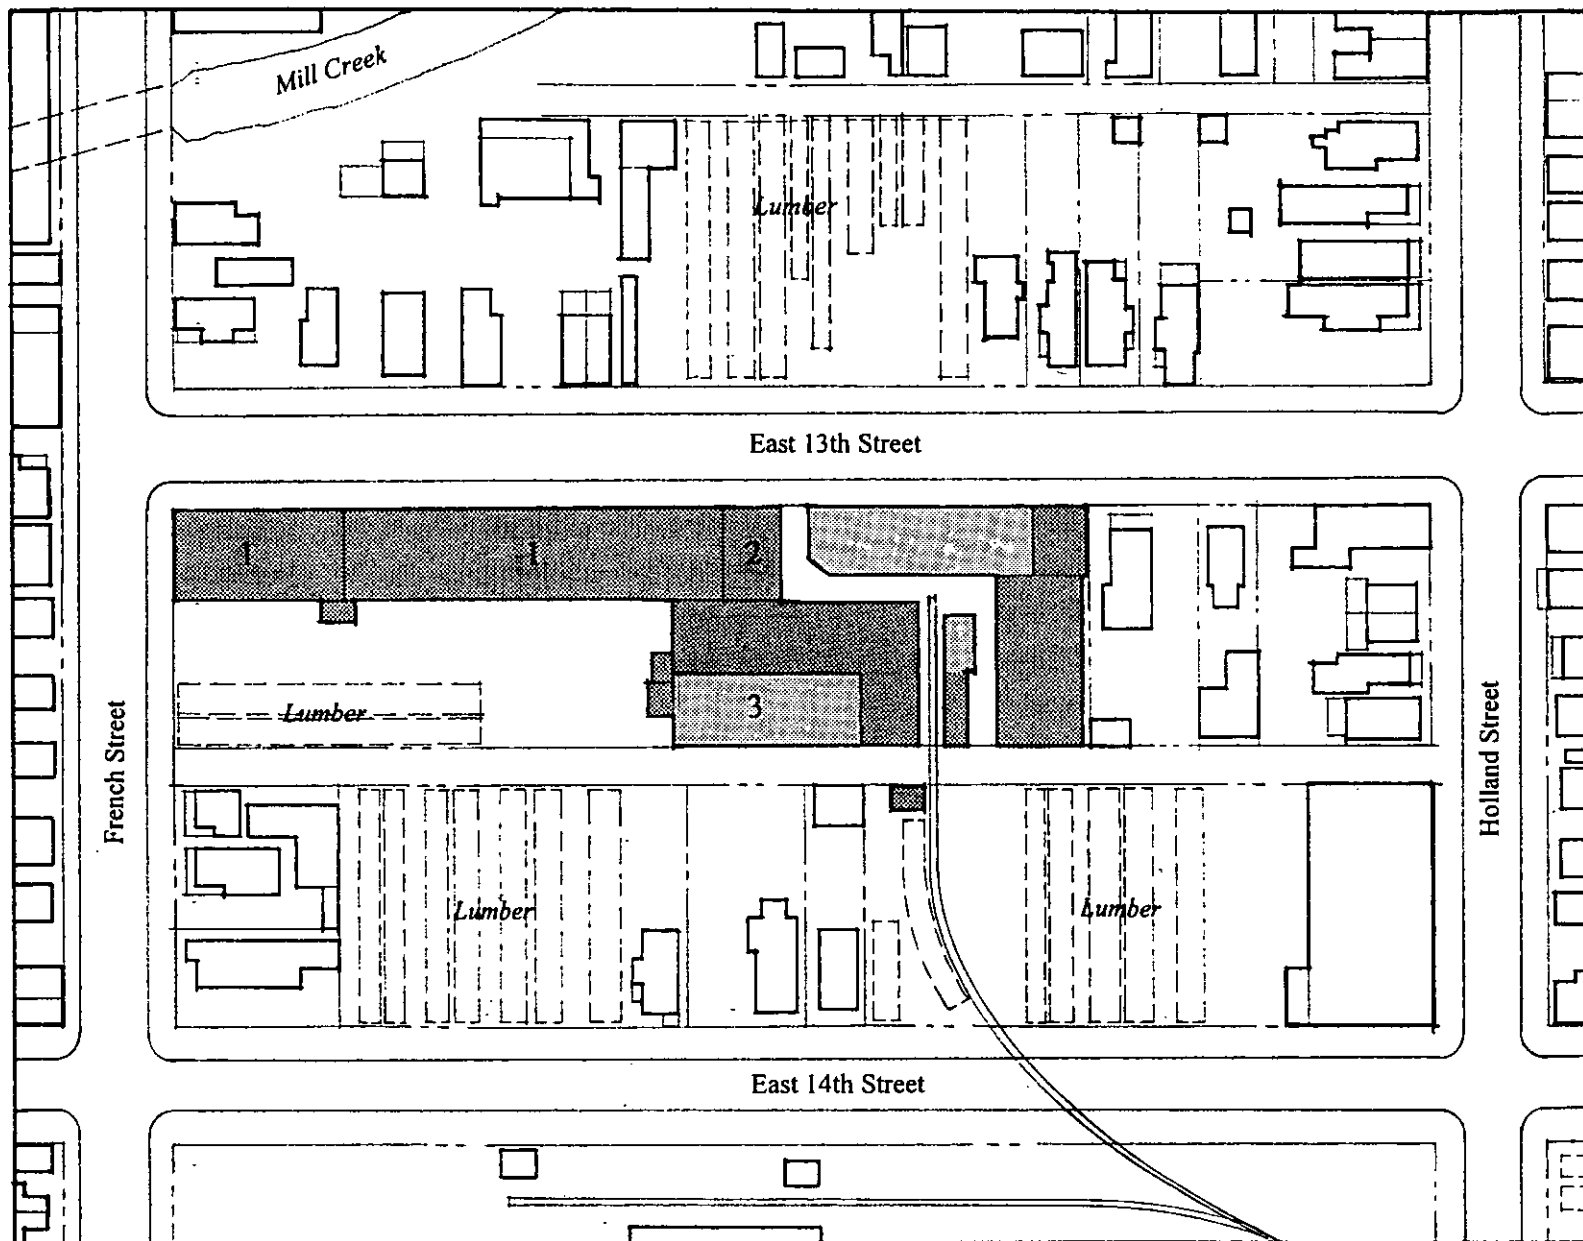 Mill Creek
Lumber
East 13th Street
1
1
2
3
Lumber
French Street
Holland Street
Lumber
Lumber
East 14th Street